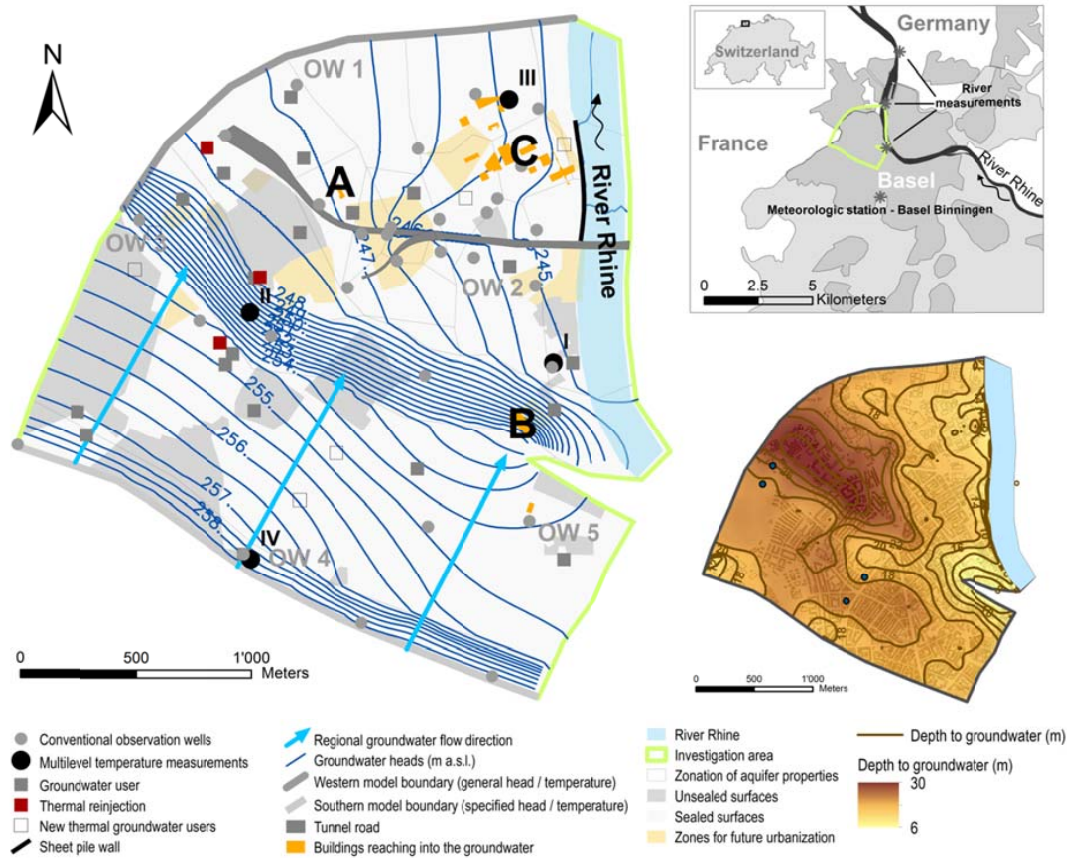 N
OW 1
III
A
C
246.
River Rhine
OW 3
247.
245
OW 2
II
248.
I
254.
255.
B
256.
257.
258.
IV
OW 4
OW 5
0 500 1'000
Meters
Switzerland
Germany
River
measurements
France
Basel
River Rhine
Meteorologic station - Basel Binningen
0 2.5 5
Kilometers
0 500 1'000
Meters
Conventional observation wells
Multilevel temperature measurements
Groundwater user
Thermal reinjection
New thermal groundwater users
Sheet pile wall
Regional groundwater flow direction
Groundwater heads (m a.s.l.)
Western model boundary (general head / temperature)
Southern model boundary (specified head / temperature)
Tunnel road
Buildings reaching into the groundwater
River Rhine
Investigation area
Zonation of aquifer properties
Unsealed surfaces
Sealed surfaces
Zones for future urbanization
Depth to groundwater (m)
Depth to groundwater (m)
30
6